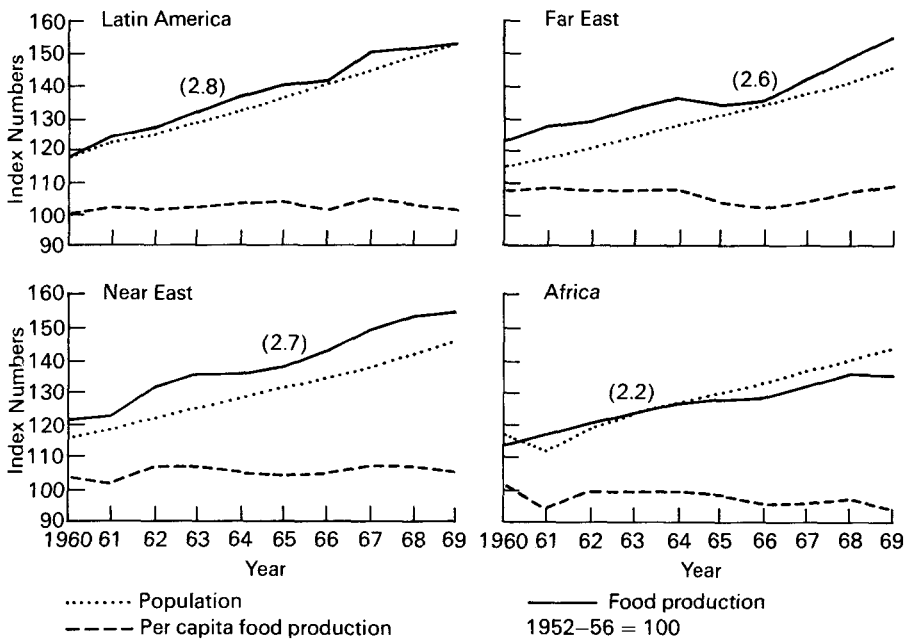 Latin America
Index Numbers
160
150
140
130
120
110
100
90
(2.8)
Far East
(2.6)
Near East
Index Numbers
160
150
140
130
120
110
100
90
(2.7)
1960 61 62 63 64 65 66 67 68 69
Year
Africa
(2.2)
1960 61 62 63 64 65 66 67 68 69
Year
Population
Per capita food production
Food production
1952–56 = 100